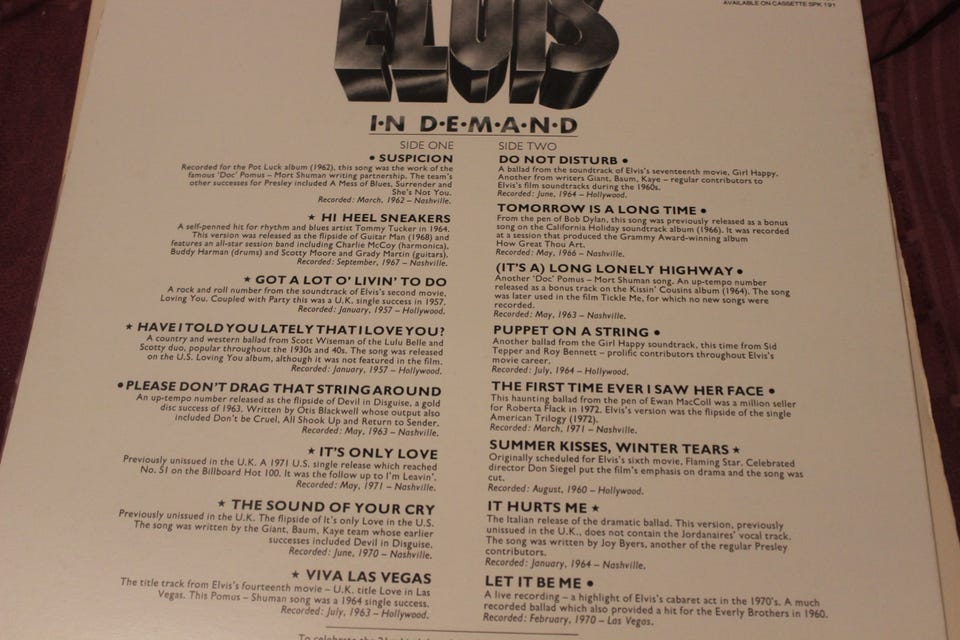 AVAILABLE ON CASSETTE SPK 191
ELVIS
I·N D·E·M·A·N·D
SIDE ONE
• SUSPICION
Recorded for the Pot Luck album (1962), this song was the work of the
famous 'Doc' Pomus – Mort Shuman writing partnership. The team's
other successes for Presley included A Mess of Blues, Surrender and
She's Not You.
Recorded: March, 1962 – Nashville.
★ HI HEEL SNEAKERS
A self-penned hit for rhythm and blues artist Tommy Tucker in 1964.
This version was released as the flipside of Guitar Man (1968) and
features an all-star session band including Charlie McCoy (harmonica),
Buddy Harman (drums) and Scotty Moore and Grady Martin (guitars).
Recorded: September, 1967 – Nashville.
★ GOT A LOT O' LIVIN' TO DO
A rock and roll number from the soundtrack of Elvis's second movie,
Loving You. Coupled with Party this was a U.K. single success in 1957.
Recorded: January, 1957 – Hollywood.
★ HAVE I TOLD YOU LATELY THAT I LOVE YOU?
A country and western ballad from Scott Wiseman of the Lulu Belle and
Scotty duo, popular throughout the 1930s and 40s. The song was released
on the U.S. Loving You album, although it was not featured in the film.
Recorded: January, 1957 – Hollywood.
• PLEASE DON'T DRAG THAT STRING AROUND
An up-tempo number released as the flipside of Devil in Disguise, a gold
disc success of 1963. Written by Otis Blackwell whose output also
included Don't be Cruel, All Shook Up and Return to Sender.
Recorded: May, 1963 – Nashville.
★ IT'S ONLY LOVE
Previously unissued in the U.K. A 1971 U.S. single release which reached
No. 51 on the Billboard Hot 100. It was the follow up to I'm Leavin'.
Recorded: May, 1971 – Nashville.
★ THE SOUND OF YOUR CRY
Previously unissued in the U.K. The flipside of It's only Love in the U.S.
The song was written by the Giant, Baum, Kaye team whose earlier
successes included Devil in Disguise.
Recorded: June, 1970 – Nashville.
★ VIVA LAS VEGAS
The title track from Elvis's fourteenth movie – U.K. title Love in Las
Vegas. This Pomus – Shuman song was a 1964 single success.
Recorded: July, 1963 – Hollywood.
SIDE TWO
DO NOT DISTURB •
A ballad from the soundtrack of Elvis's seventeenth movie, Girl Happy.
Another from writers Giant, Baum, Kaye – regular contributors to
Elvis's film soundtracks during the 1960s.
Recorded: June, 1964 – Hollywood.
TOMORROW IS A LONG TIME •
From the pen of Bob Dylan, this song was previously released as a bonus
song on the California Holiday soundtrack album (1966). It was recorded
at a session that produced the Grammy Award-winning album
How Great Thou Art.
Recorded: May, 1966 – Nashville.
(IT'S A) LONG LONELY HIGHWAY •
Another 'Doc' Pomus – Mort Shuman song. An up-tempo number
released as a bonus track on the Kissin' Cousins album (1964). The song
was later used in the film Tickle Me, for which no new songs were
recorded.
Recorded: May, 1963 – Nashville.
PUPPET ON A STRING •
Another ballad from the Girl Happy soundtrack, this time from Sid
Tepper and Roy Bennett – prolific contributors throughout Elvis's
movie career.
Recorded: July, 1964 – Hollywood.
THE FIRST TIME EVER I SAW HER FACE •
This haunting ballad from the pen of Ewan MacColl was a million seller
for Roberta Flack in 1972. Elvis's version was the flipside of the single
American Trilogy (1972).
Recorded: March, 1971 – Nashville.
SUMMER KISSES, WINTER TEARS ★
Originally scheduled for Elvis's sixth movie, Flaming Star. Celebrated
director Don Siegel put the film's emphasis on drama and the song was
cut.
Recorded: August, 1960 – Hollywood.
IT HURTS ME ★
The Italian release of the dramatic ballad. This version, previously
unissued in the U.K., does not contain the Jordanaires' vocal track.
The song was written by Joy Byers, another of the regular Presley
contributors.
Recorded: January, 1964 – Nashville.
LET IT BE ME •
A live recording – a highlight of Elvis's cabaret act in the 1970's. A much
recorded ballad which also provided a hit for the Everly Brothers in 1960.
Recorded: February, 1970 – Las Vegas.